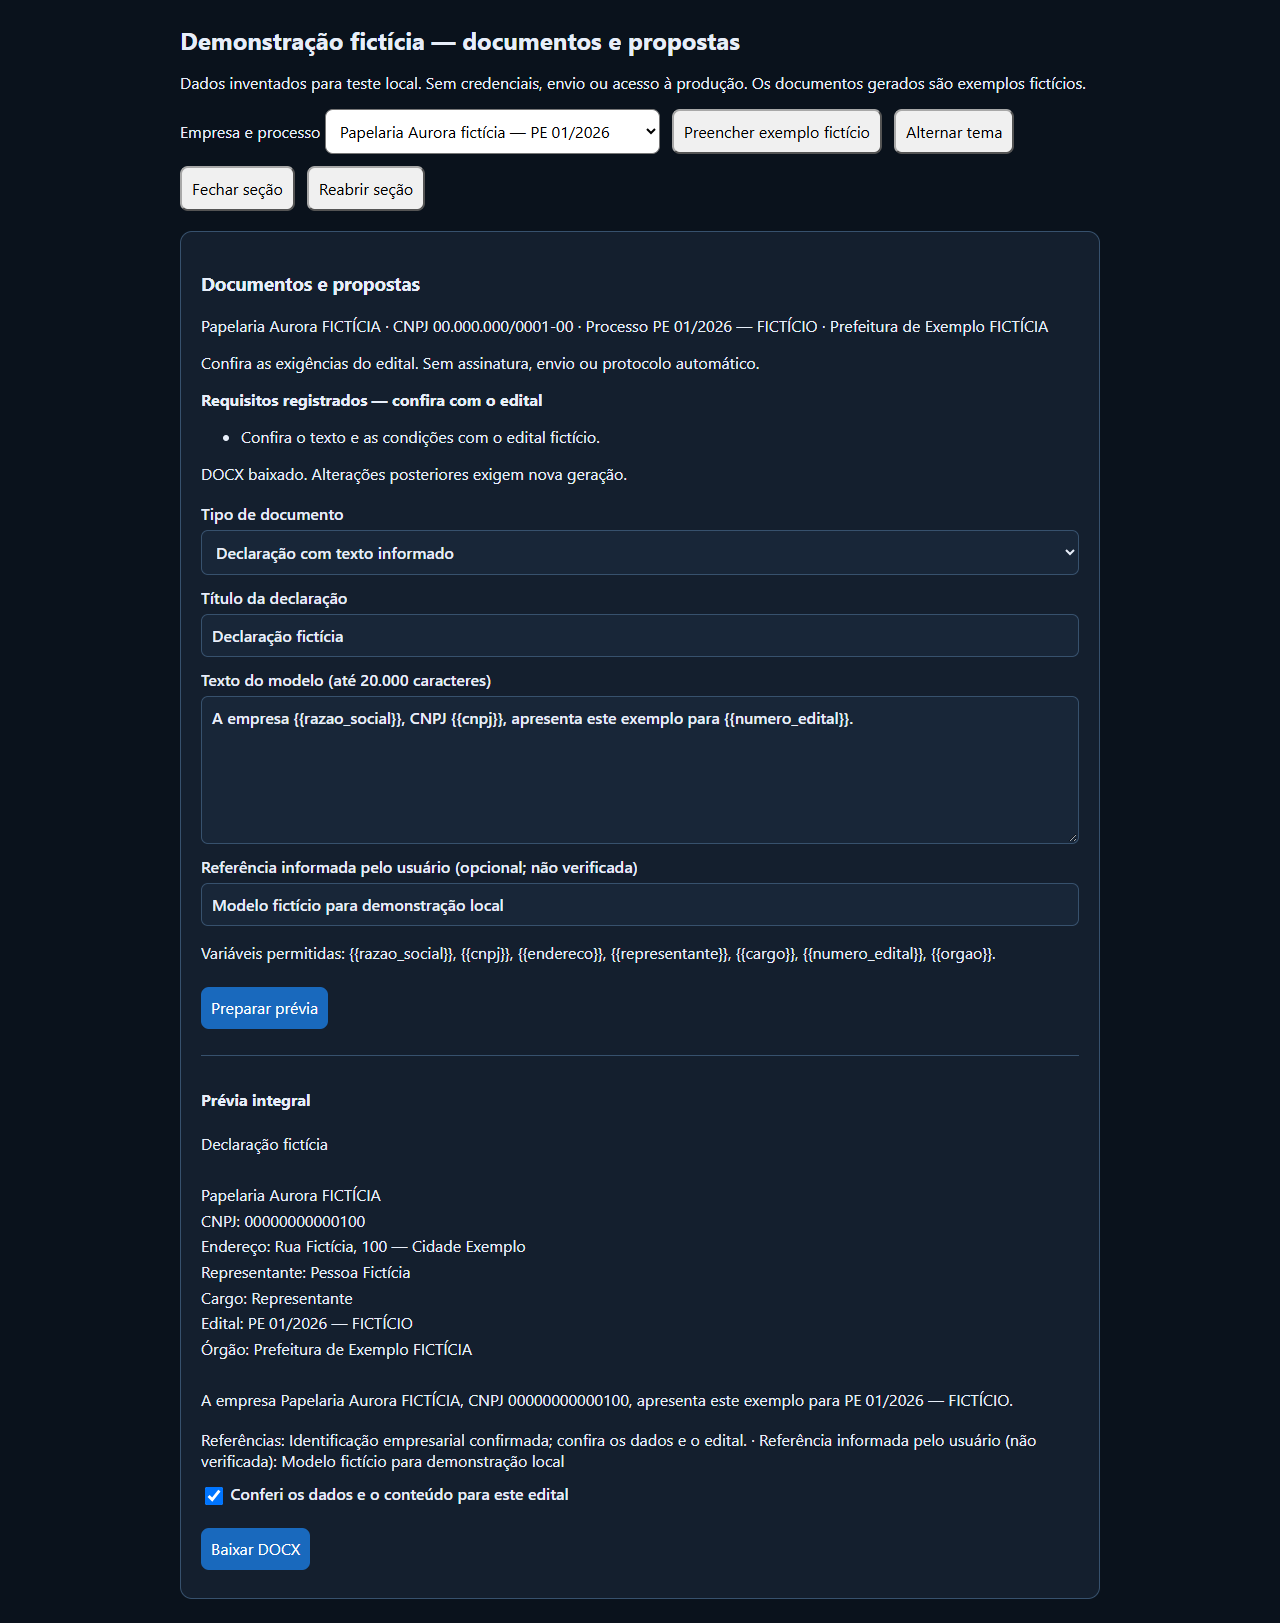 Demonstração fictícia — documentos e propostas
Dados inventados para teste local. Sem credenciais, envio ou acesso à produção. Os documentos gerados são exemplos fictícios.
Empresa e processo Papelaria Aurora fictícia — PE 01/2026 Preencher exemplo fictício Alternar tema
Fechar seção Reabrir seção
Documentos e propostas
Papelaria Aurora FICTÍCIA · CNPJ 00.000.000/0001-00 · Processo PE 01/2026 — FICTÍCIO · Prefeitura de Exemplo FICTÍCIA
Confira as exigências do edital. Sem assinatura, envio ou protocolo automático.
Requisitos registrados — confira com o edital
• Confira o texto e as condições com o edital fictício.
DOCX baixado. Alterações posteriores exigem nova geração.
Tipo de documento
Declaração com texto informado
Título da declaração
Declaração fictícia
Texto do modelo (até 20.000 caracteres)
A empresa {{razao_social}}, CNPJ {{cnpj}}, apresenta este exemplo para {{numero_edital}}.
Referência informada pelo usuário (opcional; não verificada)
Modelo fictício para demonstração local
Variáveis permitidas: {{razao_social}}, {{cnpj}}, {{endereco}}, {{representante}}, {{cargo}}, {{numero_edital}}, {{orgao}}.
Preparar prévia
Prévia integral
Declaração fictícia
Papelaria Aurora FICTÍCIA
CNPJ: 00000000000100
Endereço: Rua Fictícia, 100 — Cidade Exemplo
Representante: Pessoa Fictícia
Cargo: Representante
Edital: PE 01/2026 — FICTÍCIO
Órgão: Prefeitura de Exemplo FICTÍCIA
A empresa Papelaria Aurora FICTÍCIA, CNPJ 00000000000100, apresenta este exemplo para PE 01/2026 — FICTÍCIO.
Referências: Identificação empresarial confirmada; confira os dados e o edital. · Referência informada pelo usuário (não
verificada): Modelo fictício para demonstração local
Conferi os dados e o conteúdo para este edital
Baixar DOCX